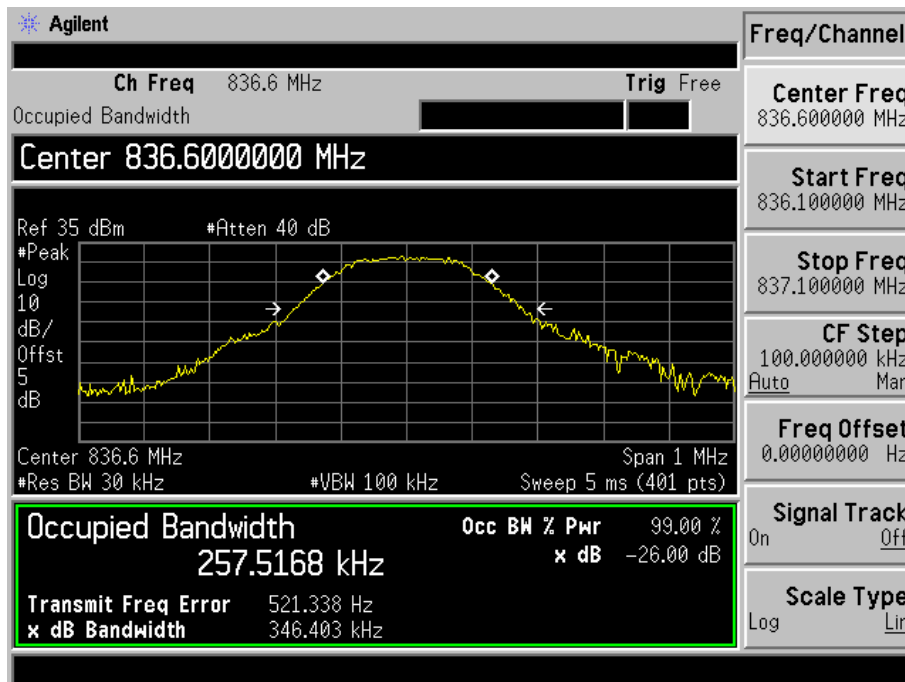 Agilent
Freq/Channel
Ch Freq 836.6 MHz Trig Free
Occupied Bandwidth
Center 836.6000000 MHz
Center Freq
836.600000 MHz
Start Freq
836.100000 MHz
Stop Freq
837.100000 MHz
CF Step
100.000000 kHz
Auto Man
Freq Offset
0.00000000 Hz
Signal Track
On Off
Scale Type
Log Lin
Ref 35 dBm #Atten 40 dB
#Peak
Log
10
dB/
Offst
5
dB
Center 836.6 MHz Span 1 MHz
#Res BW 30 kHz #VBW 100 kHz Sweep 5 ms (401 pts)
Occupied Bandwidth
257.5168 kHz
Occ BW % Pwr 99.00 %
x dB -26.00 dB
Transmit Freq Error 521.338 Hz
x dB Bandwidth 346.403 kHz